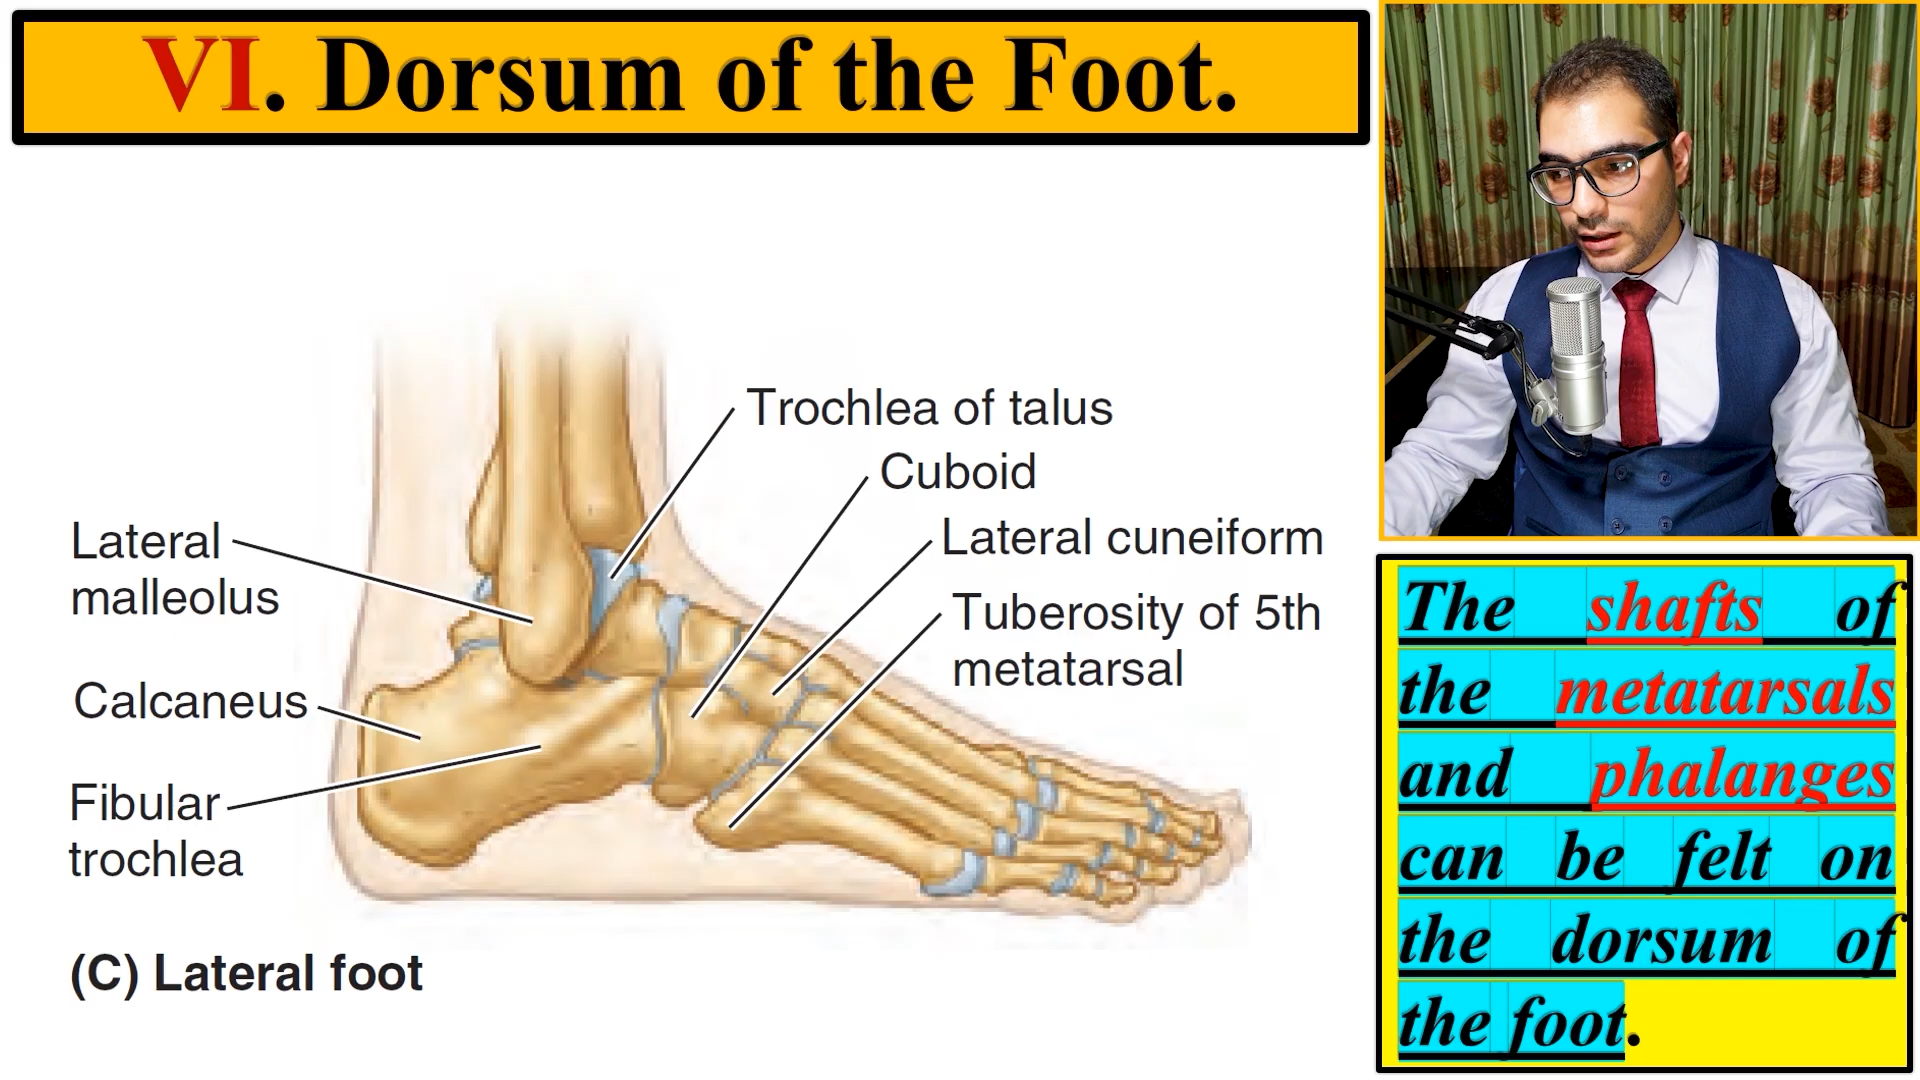 VI. Dorsum of the Foot.
Trochlea of talus
Cuboid
Lateral cuneiform
Tuberosity of 5th
metatarsal
Lateral
malleolus
Calcaneus
Fibular
trochlea
(C) Lateral foot
The shafts of
the metatarsals
and phalanges
can be felt on
the dorsum of
the foot.